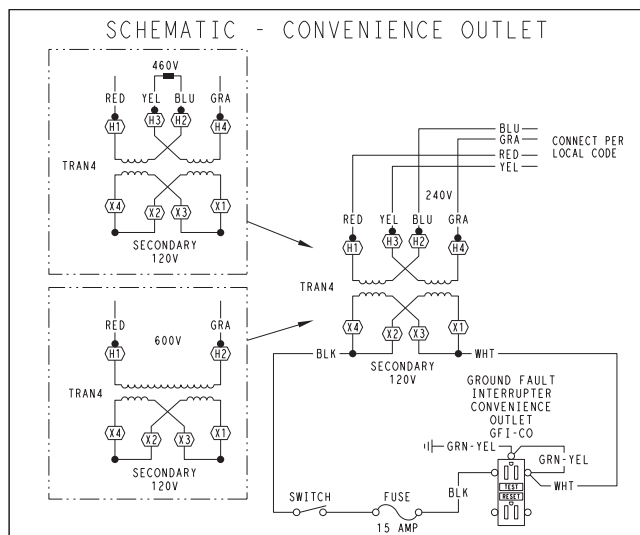 SCHEMATIC - CONVENIENCE OUTLET
460V
RED YEL BLU GRA
H1 H3 H2 H4
TRAN4
X4 X2 X3 X1
SECONDARY
120V
RED GRA
600V
H1 H2
TRAN4
X4 X2 X3 X1
SECONDARY
120V
BLU
GRA
RED
YEL
CONNECT PER
LOCAL CODE
240V
RED YEL BLU GRA
H1 H3 H2 H4
TRAN4
X4 X2 X3 X1
BLK
WHT
SECONDARY
120V
GROUND FAULT
INTERRUPTER
CONVENIENCE
OUTLET
GFI-CO
GRN-YEL
GRN-YEL
WHT
BLK
TEST
RESET
SWITCH
FUSE
15 AMP